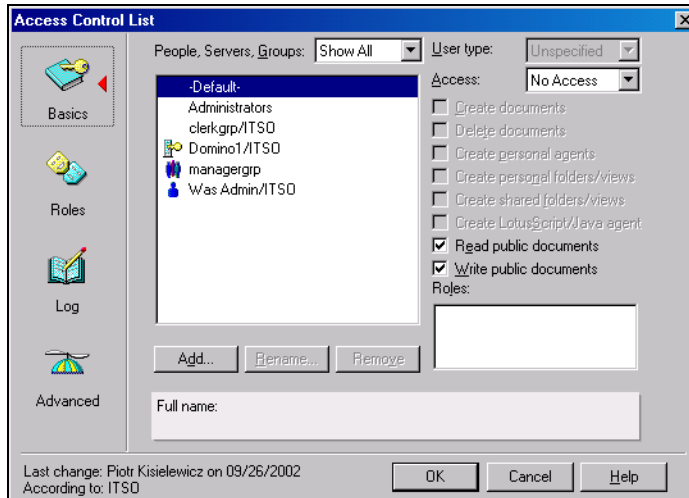 Access Control List
People, Servers, Groups: Show All
User type: Unspecified
Access: No Access
Basics
Roles
Log
Advanced
-Default-
Administrators
clerkgrp/ITSO
Domino1/ITSO
managergrp
Was Admin/ITSO
Create documents
Delete documents
Create personal agents
Create personal folders/views
Create shared folders/views
Create LotusScript/Java agent
Read public documents
Write public documents
Roles:
Add... Rename... Remove
Full name:
Last change: Piotr Kisielewicz on 09/26/2002
According to: ITSO
OK Cancel Help